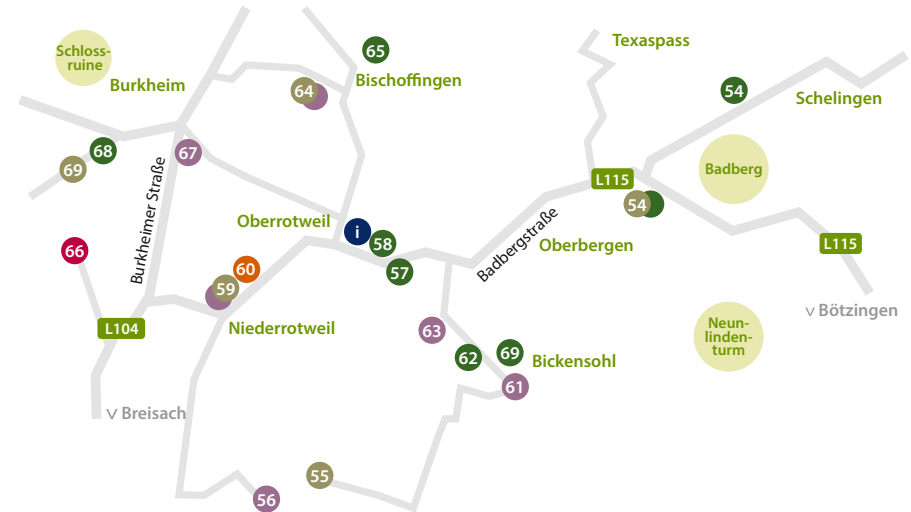 Texaspass
65
Schloss-
ruine
Burkheim
Bischoffingen
64
54
Schelingen
68
67
69
Badberg
L115
54
Burkheimer Straße
Oberrotweil
i
58
Badbergstraße
Oberbergen
L115
66
60
57
59
V Bötzingen
L104
Niederrotweil
63
Neun-
linden-
turm
62
69
Bickensohl
61
V Breisach
55
56